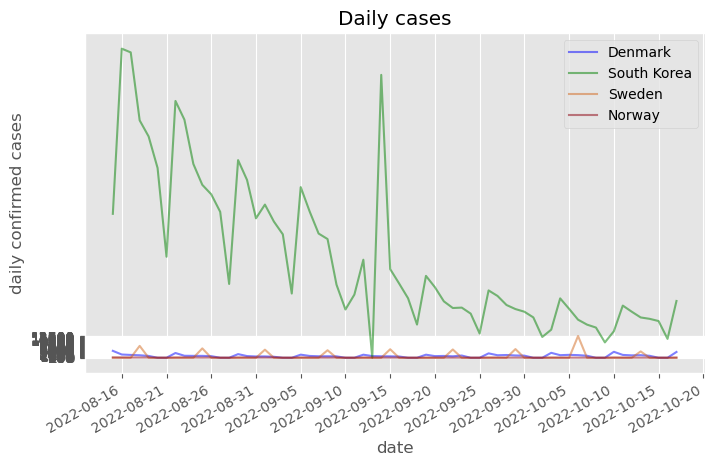 Daily cases
Denmark
South Korea
Sweden
Norway
daily confirmed cases
2022-08-16
2022-08-21
2022-08-26
2022-08-31
2022-09-05
2022-09-10
2022-09-15
2022-09-20
2022-09-25
2022-09-30
2022-10-05
2022-10-10
2022-10-15
2022-10-20
date